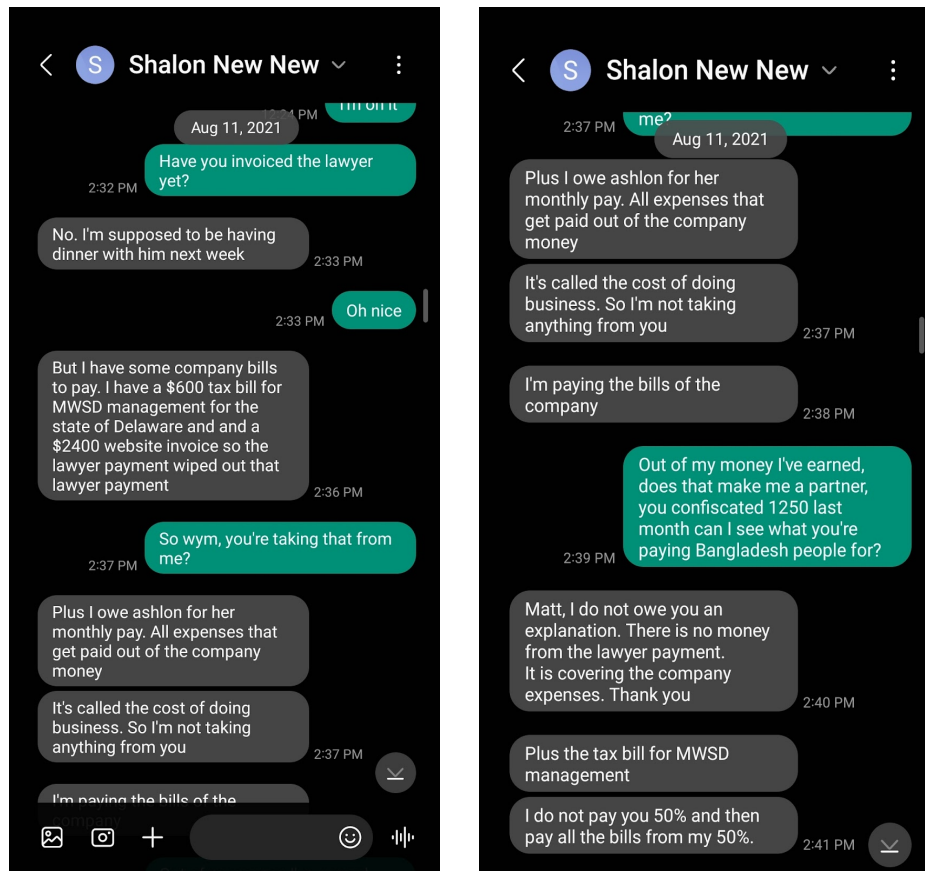 S Shalon New New
12:24 PM
I'm on it
Aug 11, 2021
Have you invoiced the lawyer
yet?
2:32 PM
No. I'm supposed to be having
dinner with him next week
2:33 PM
Oh nice
2:33 PM
But I have some company bills
to pay. I have a $600 tax bill for
MWSD management for the
state of Delaware and and a
$2400 website invoice so the
lawyer payment wiped out that
lawyer payment
2:36 PM
So wym, you're taking that from
me?
2:37 PM
Plus I owe ashlon for her
monthly pay. All expenses that
get paid out of the company
money
It's called the cost of doing
business. So I'm not taking
anything from you
2:37 PM
I'm paying the bills of the
company
S Shalon New New
me?
2:37 PM
Aug 11, 2021
Plus I owe ashlon for her
monthly pay. All expenses that
get paid out of the company
money
It's called the cost of doing
business. So I'm not taking
anything from you
2:37 PM
I'm paying the bills of the
company
2:38 PM
Out of my money I've earned,
does that make me a partner,
you confiscated 1250 last
month can I see what you're
paying Bangladesh people for?
2:39 PM
Matt, I do not owe you an
explanation. There is no money
from the lawyer payment.
It is covering the company
expenses. Thank you
2:40 PM
Plus the tax bill for MWSD
management
I do not pay you 50% and then
pay all the bills from my 50%.
2:41 PM